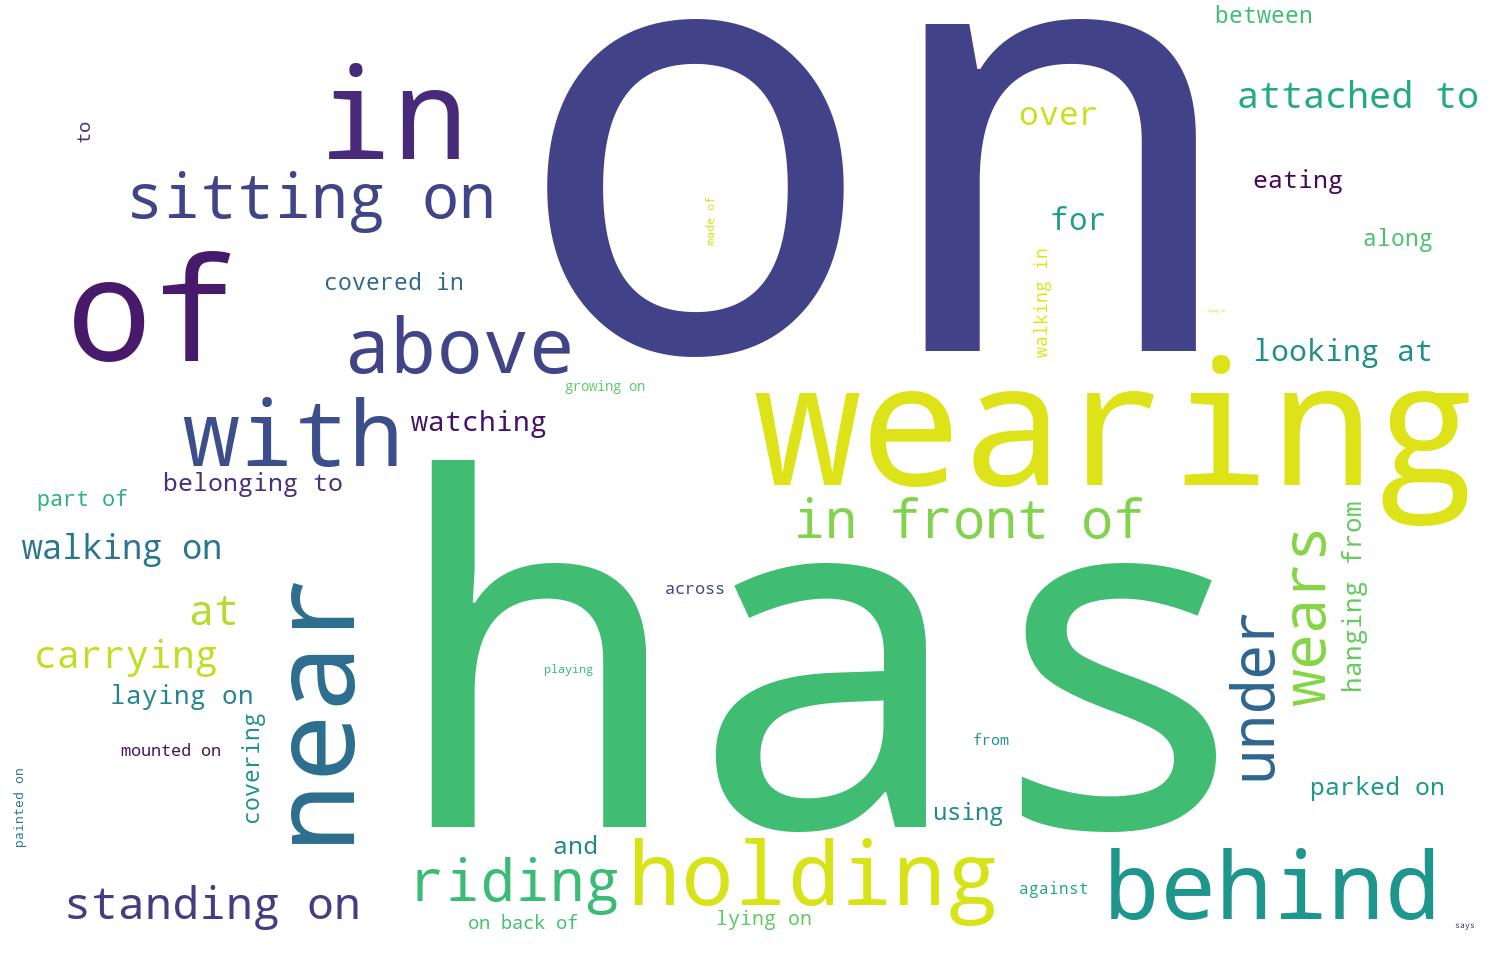 on
between
in
over
attached to
to
sitting on
made of
for
eating
of
covered in
walking in
along
above
looking at
growing on
wearing
with
watching
belonging to
part of
has
in front of
walking on
near
across
wears
hanging from
at
carrying
playing
under
laying on
mounted on
covering
from
painted on
using
parked on
and
riding
holding
against
behind
standing on
on back of
lying on
says